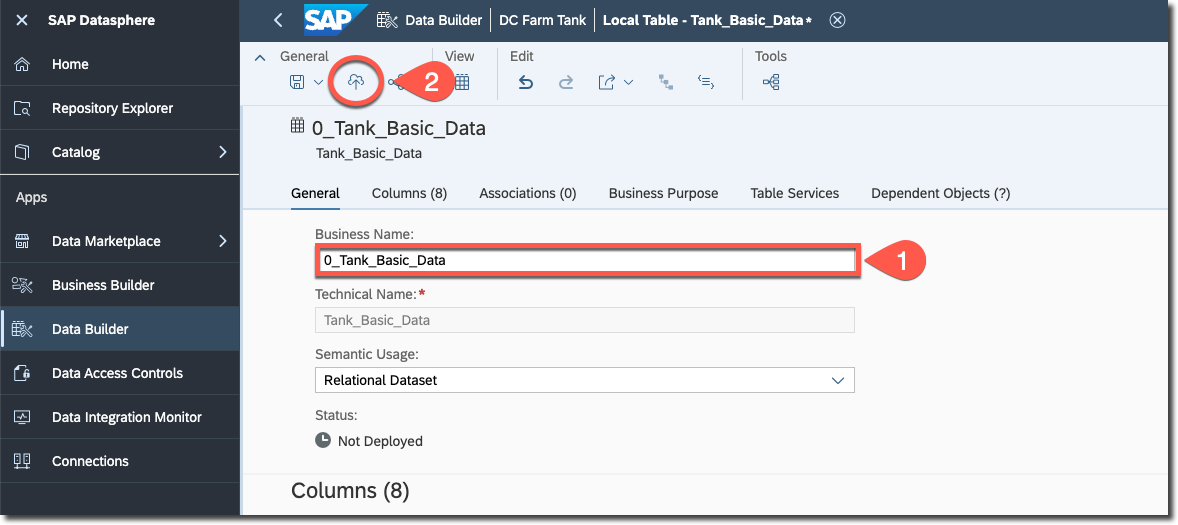 SAP Datasphere
SAP Data Builder DC Farm Tank Local Table - Tank_Basic_Data*
Home
Repository Explorer
Catalog
Apps
Data Marketplace
Business Builder
Data Builder
Data Access Controls
Data Integration Monitor
Connections
General View Edit Tools
2
0_Tank_Basic_Data
Tank_Basic_Data
General Columns (8) Associations (0) Business Purpose Table Services Dependent Objects (?)
Business Name:
0_Tank_Basic_Data
1
Technical Name:*
Tank_Basic_Data
Semantic Usage:
Relational Dataset
Status:
Not Deployed
Columns (8)